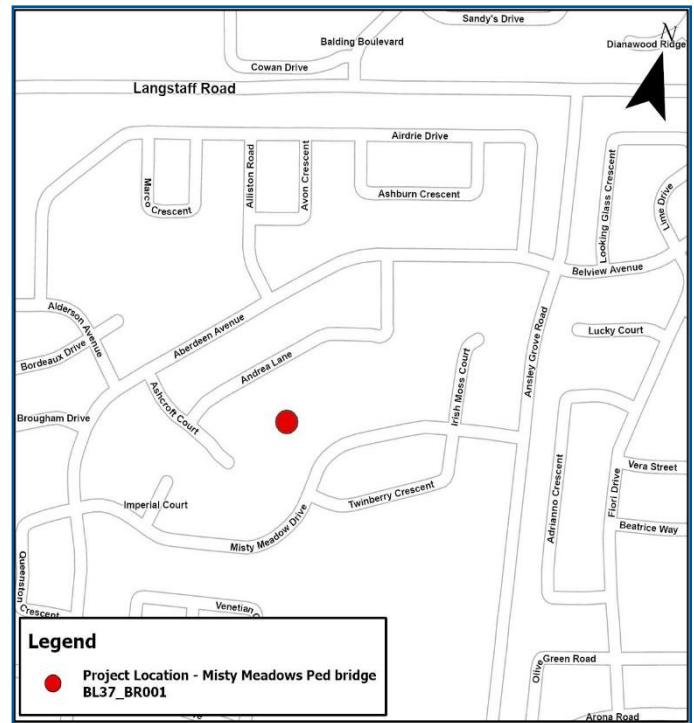 Sandy's Drive
Balding Boulevard
N
Dianawood Ridge
Cowan Drive
Langstaff Road
Airdrie Drive
Alliston Road
Avon Crescent
Marco
Crescent
Ashburn Crescent
Looking Glass Crescent
Lime Drive
Belview Avenue
Alderson Avenue
Aberdeen Avenue
Bordeaux Drive
Andrea Lane
Ansley Grove Road
Lucky Court
Irish Moss Court
Ashcroft Court
Brougham Drive
Adrianno Crescent
Fiori Drive
Vera Street
Twinberry Crescent
Imperial Court
Misty Meadow Drive
Beatrice Way
Queenston
Crescent
Venetian
Olive
Green Road
Arona Road
Legend
Project Location - Misty Meadows Ped bridge
BL37_BR001